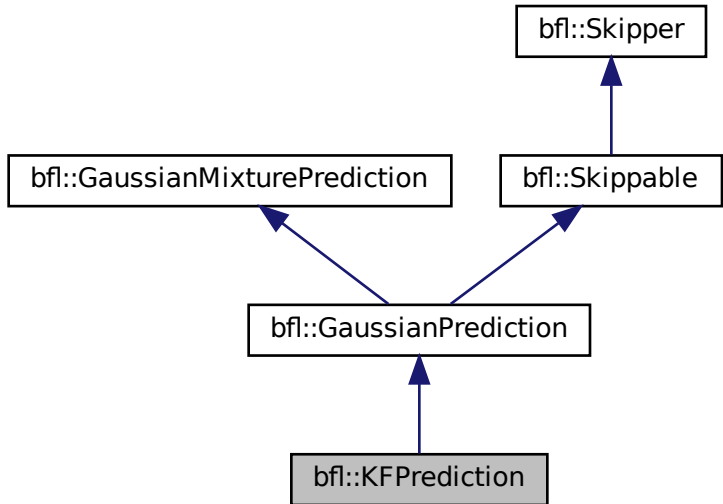 bfl::Skipper
bfl::GaussianMixturePrediction
bfl::Skippable
bfl::GaussianPrediction
bfl::KFPrediction